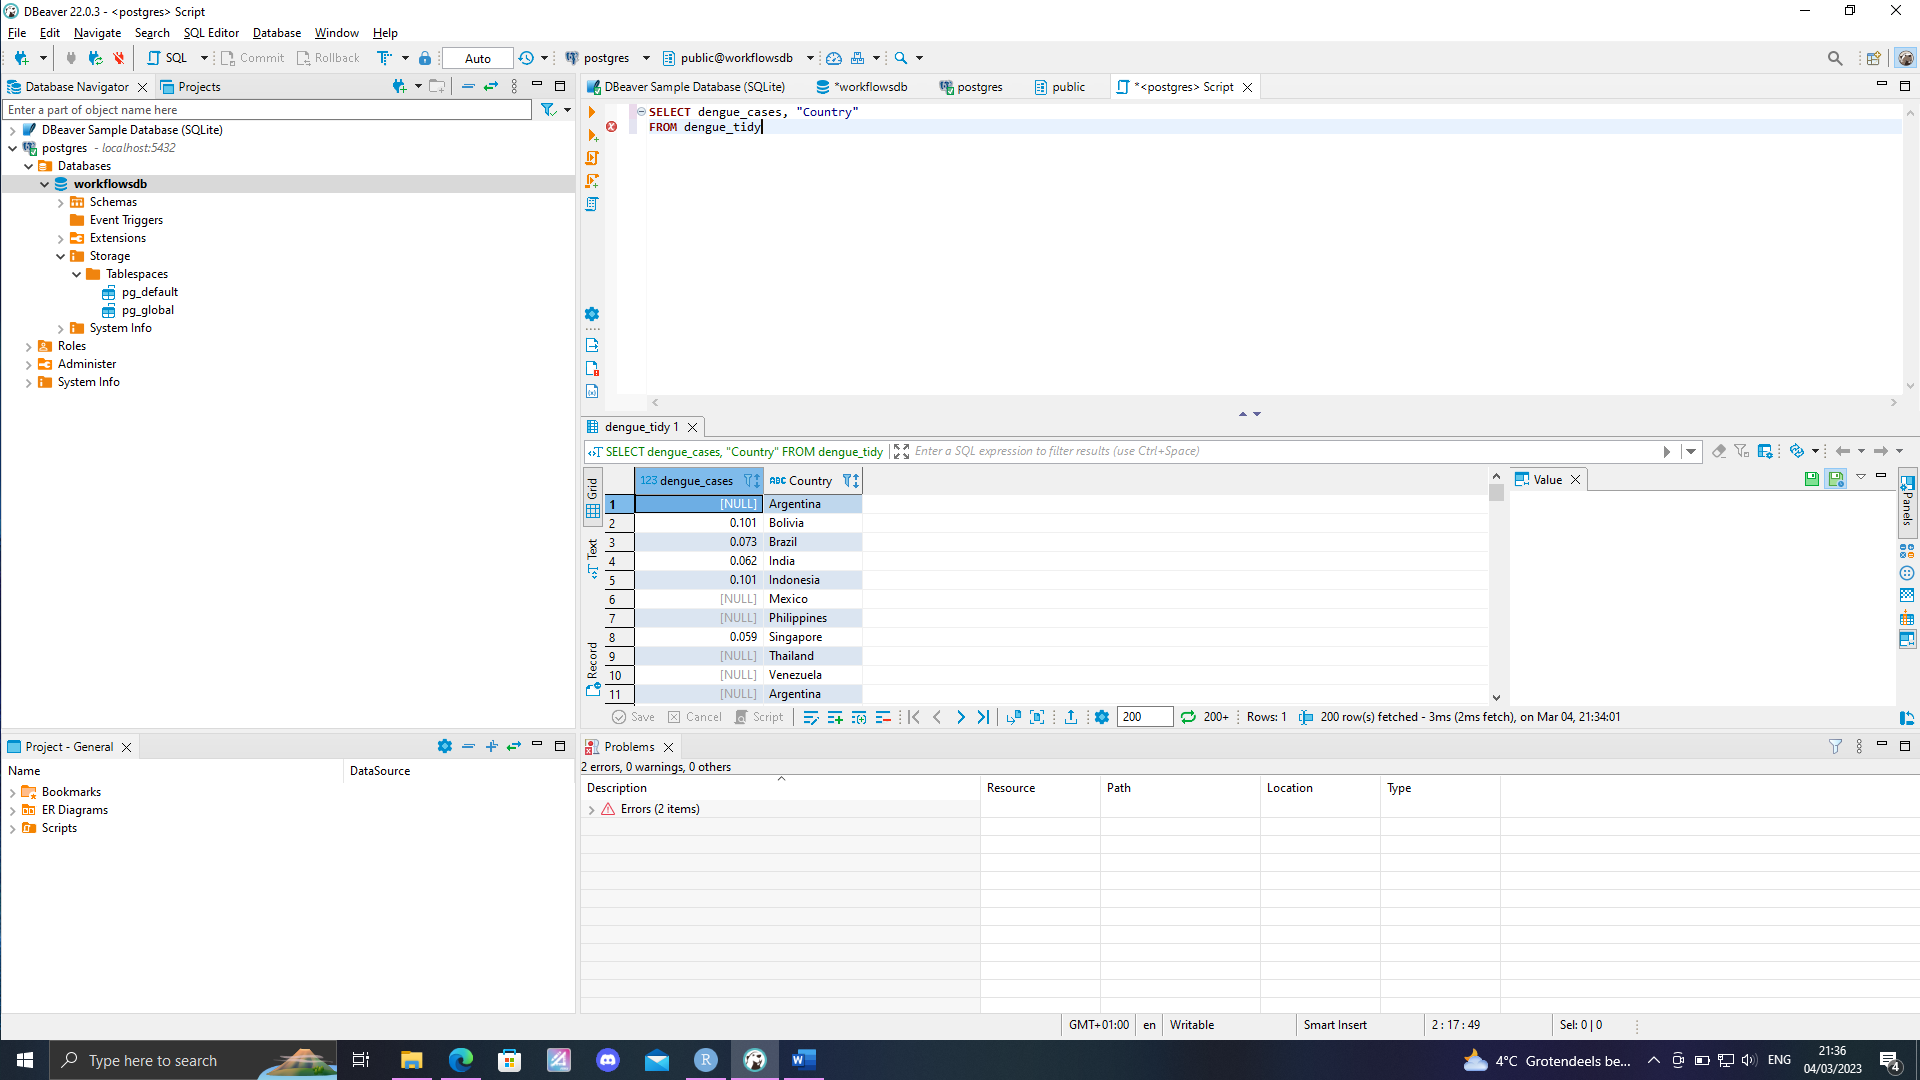 DBeaver 22.0.3 - <postgres> Script
File Edit Navigate Search SQL Editor Database Window Help
SQL Commit Rollback Auto postgres public@workflowsdb
Database Navigator Projects
Enter a part of object name here
DBeaver Sample Database (SQLite)
postgres - localhost:5432
Databases
workflowsdb
Schemas
Event Triggers
Extensions
Storage
Tablespaces
pg_default
pg_global
System Info
Roles
Administer
System Info
DBeaver Sample Database (SQLite) *workflowsdb postgres public *<postgres> Script
SELECT dengue_cases, "Country"
FROM dengue_tidy
dengue_tidy 1
SELECT dengue_cases, "Country" FROM dengue_tidy Enter a SQL expression to filter results (use Ctrl+Space)
Grid
Text
Record
123 dengue_cases ABC Country
1 [NULL] Argentina
2 0.101 Bolivia
3 0.073 Brazil
4 0.062 India
5 0.101 Indonesia
6 [NULL] Mexico
7 [NULL] Philippines
8 0.059 Singapore
9 [NULL] Thailand
10 [NULL] Venezuela
11 [NULL] Argentina
Value
Panels
Save Cancel Script 200 200+ Rows: 1 200 row(s) fetched - 3ms (2ms fetch), on Mar 04, 21:34:01
Project - General
Name DataSource
Bookmarks
ER Diagrams
Scripts
Problems
2 errors, 0 warnings, 0 others
Description Resource Path Location Type
Errors (2 items)
GMT+01:00 en Writable Smart Insert 2 : 17 : 49 Sel: 0 | 0
Type here to search
4°C Grotendeels be... ENG
21:36
04/03/2023
4